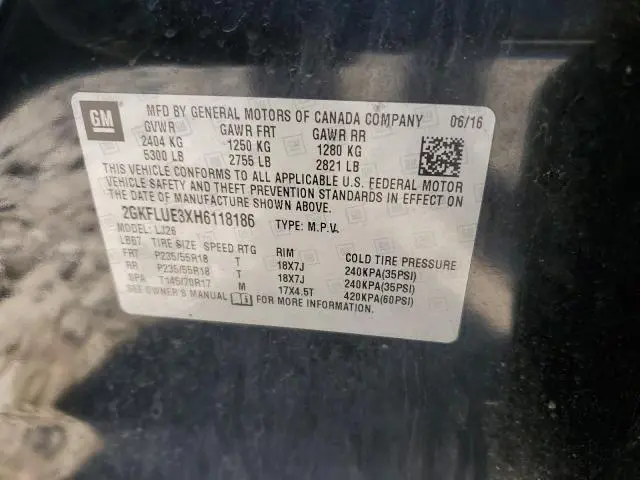 GM
MFD BY GENERAL MOTORS OF CANADA COMPANY 06/16
GVWR GAWR FRT GAWR RR
2404 KG 1250 KG 1280 KG
5300 LB 2755 LB 2821 LB
THIS VEHICLE CONFORMS TO ALL APPLICABLE U.S. FEDERAL MOTOR
VEHICLE SAFETY AND THEFT PREVENTION STANDARDS IN EFFECT ON
THE DATE OF MANUFACTURE SHOWN ABOVE.
2GKFLUE3XH6118186 TYPE: M.P.V.
MODEL: LJ26
LBBT TIRE SIZE SPEED RTG RIM COLD TIRE PRESSURE
FRT P235/55R18 T 18X7J 240KPA(35PSI)
RR P235/55R18 T 18X7J 240KPA(35PSI)
SPA T145/70R17 M 17X4.5T 420KPA(60PSI)
SEE OWNER'S MANUAL FOR MORE INFORMATION.